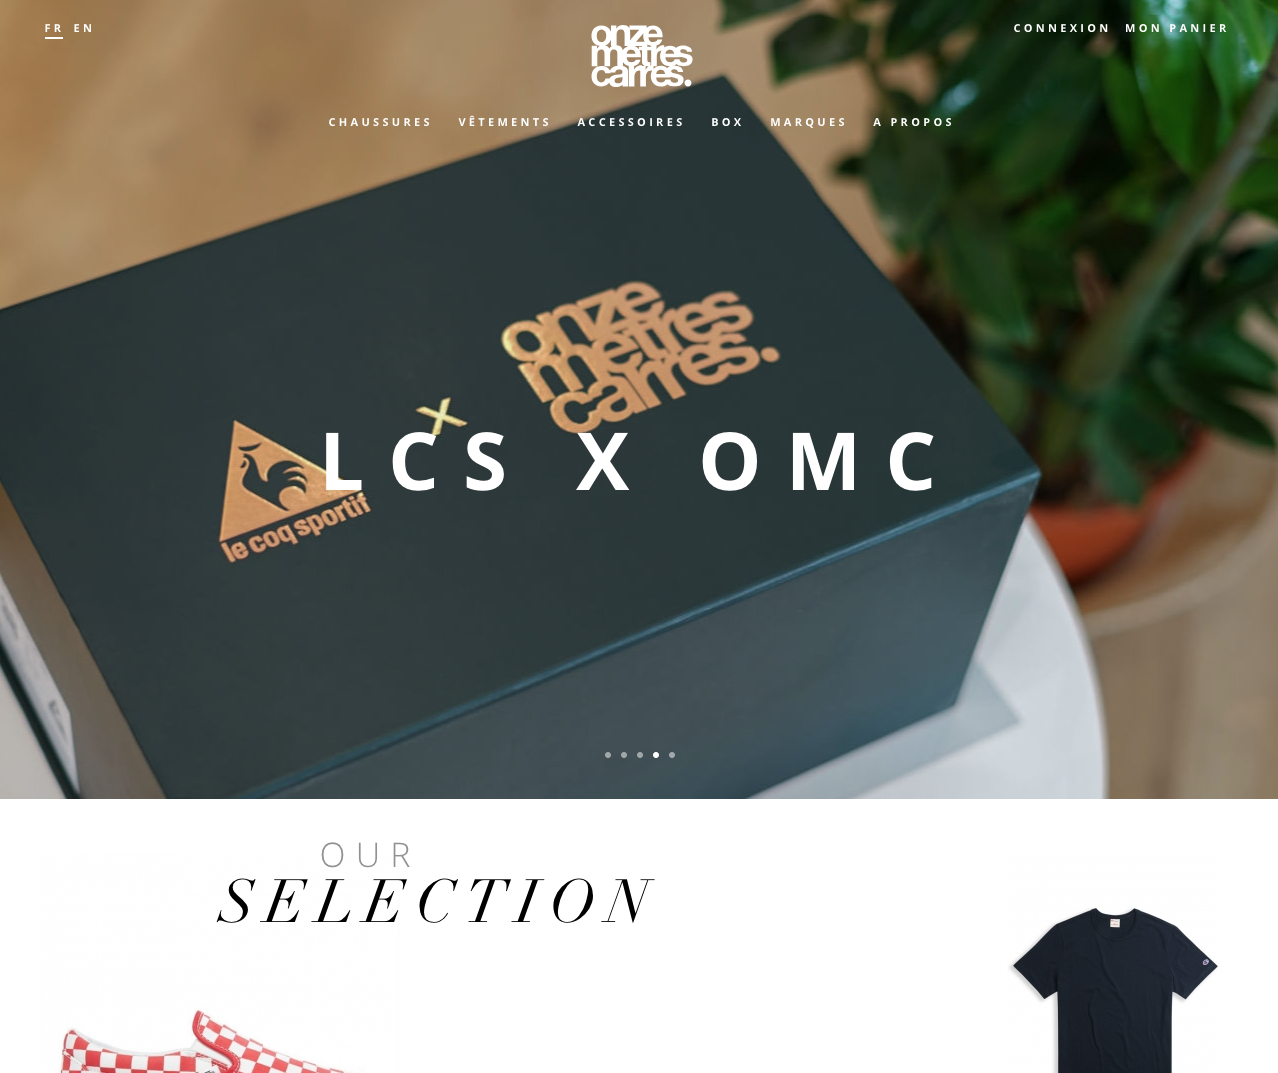 FR EN
onze
metres
carres.
CONNEXION MON PANIER
CHAUSSURES VÊTEMENTS ACCESSOIRES BOX MARQUES A PROPOS
onze
metres
carres.
x
le coq sportif
LCS X OMC
OUR
SELECTION